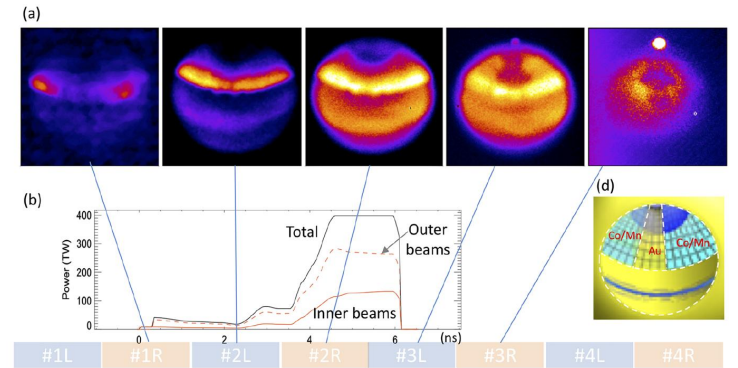 (a)
(b)
(d)
400
300
200
100
0
Power (TW)
Total
Outer
beams
Inner beams
0
2
4
6
(ns)
Co/Mn
Au
Co/Mn
#1L
#1R
#2L
#2R
#3L
#3R
#4L
#4R